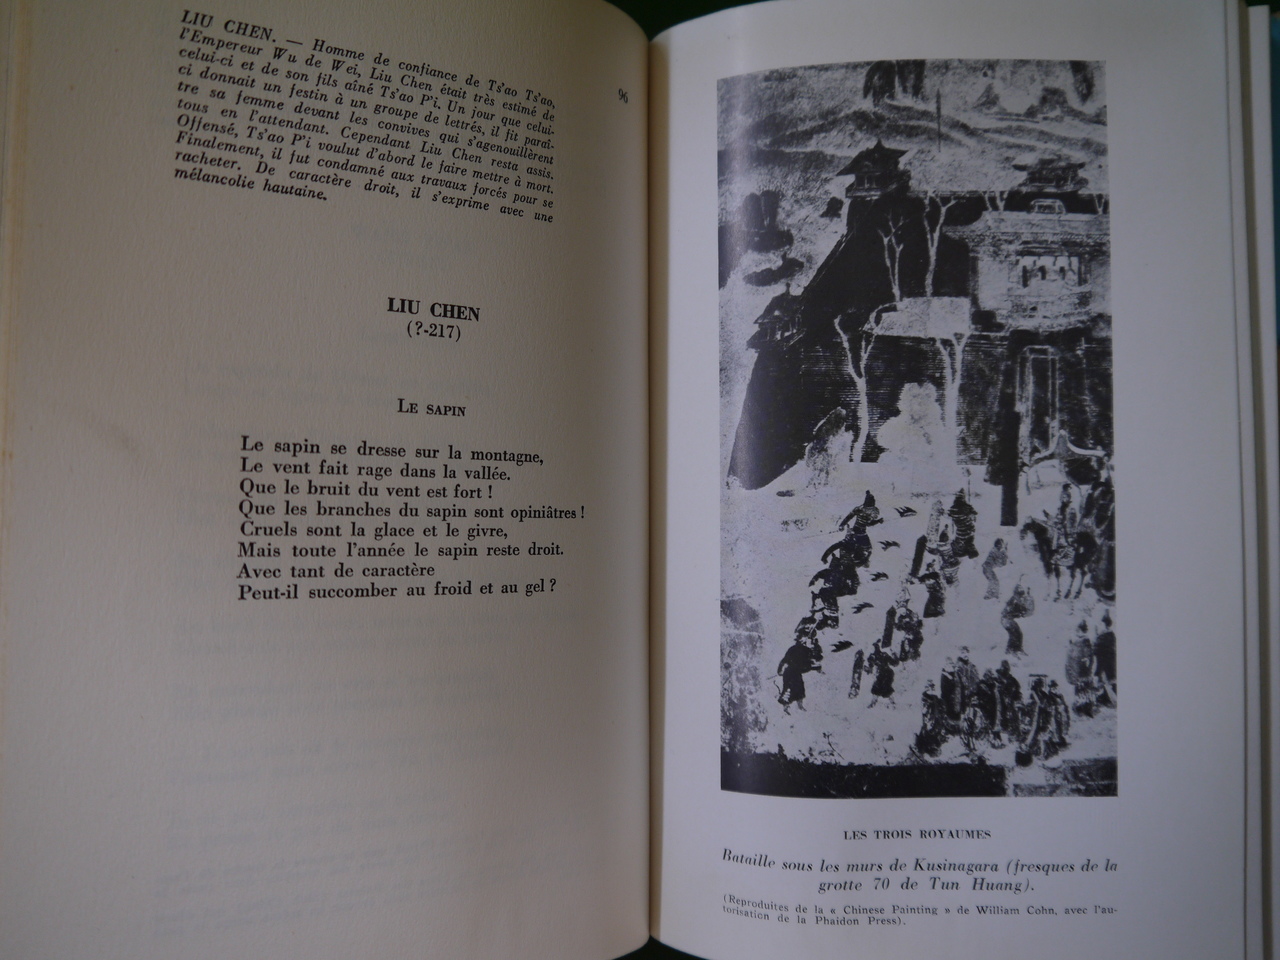 LIU CHEN. — Homme de confiance de Ts'ao Ts'ao,
l'Empereur Wu de Wei, Liu Chen était très estimé de
celui-ci et de son fils aîné Ts'ao P'i. Un jour que celui-
ci donnait un festin à un groupe de lettrés, il fit paraî-
tre sa femme devant les convives qui s'agenouillèrent
tous en l'attendant. Cependant Liu Chen resta assis.
Offensé, Ts'ao P'i voulut d'abord le faire mettre à mort.
Finalement, il fut condamné aux travaux forcés pour se
racheter. De caractère droit, il s'exprime avec une
mélancolie hautaine.
96
LIU CHEN
(?-217)
LE SAPIN
Le sapin se dresse sur la montagne,
Le vent fait rage dans la vallée.
Que le bruit du vent est fort !
Que les branches du sapin sont opiniâtres !
Cruels sont la glace et le givre,
Mais toute l'année le sapin reste droit.
Avec tant de caractère
Peut-il succomber au froid et au gel ?
LES TROIS ROYAUMES
Bataille sous les murs de Kusinagara (fresques de la
grotte 70 de Tun Huang).
(Reproduites de la « Chinese Painting » de William Cohn, avec l'au-
torisation de la Phaidon Press).